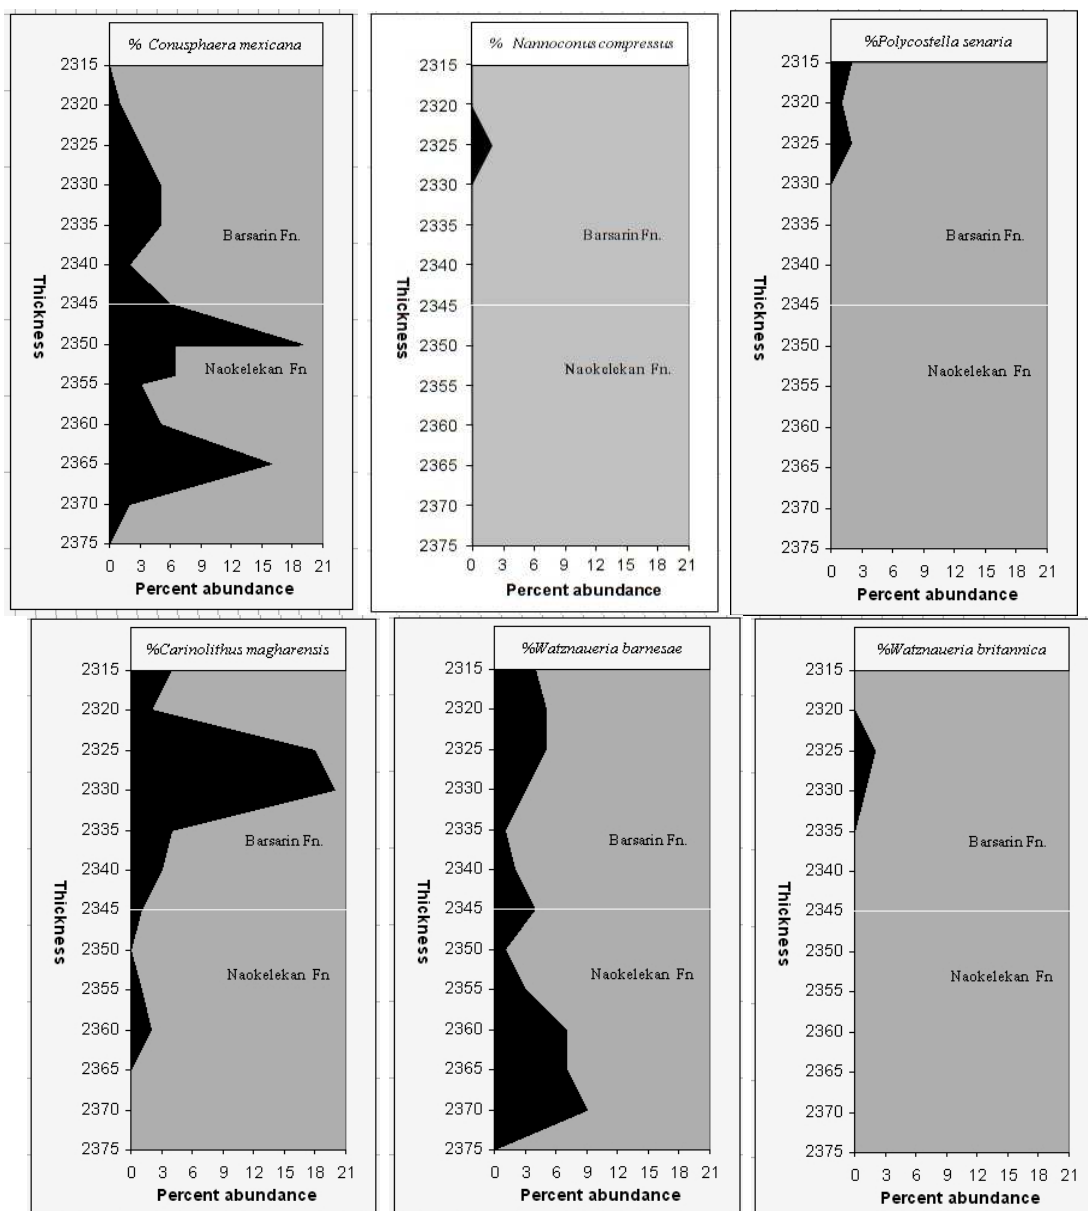 % Conusphaera mexicana
2315
2320
2325
2330
2335
2340
2345
2350
2355
2360
2365
2370
2375
Thickness
Barsarin Fn.
Naokelekan Fn
0 3 6 9 12 15 18 21
Percent abundance
% Nannoconus compressus
2315
2320
2325
2330
2335
2340
2345
2350
2355
2360
2365
2370
2375
Thickness
Barsarin Fn.
Naokelekan Fn.
0 3 6 9 12 15 18 21
Percent abundance
%Polycostella senaria
2315
2320
2325
2330
2335
2340
2345
2350
2355
2360
2365
2370
2375
Thickness
Barsarin Fn.
Naokelekan Fn
0 3 6 9 12 15 18 21
Percent abundance
%Carinolithus magharensis
2315
2320
2325
2330
2335
2340
2345
2350
2355
2360
2365
2370
2375
Thickness
Barsarin Fn.
Naokelekan Fn
0 3 6 9 12 15 18 21
Percent abundance
%Watznaueria barnesae
2315
2320
2325
2330
2335
2340
2345
2350
2355
2360
2365
2370
2375
Thickness
Barsarin Fn.
Naokelekan Fn
0 3 6 9 12 15 18 21
Percent abundance
%Watznaueria britannica
2315
2320
2325
2330
2335
2340
2345
2350
2355
2360
2365
2370
2375
Thickness
Barsarin Fn.
Naokelekan Fn
0 3 6 9 12 15 18 21
Percent abundance